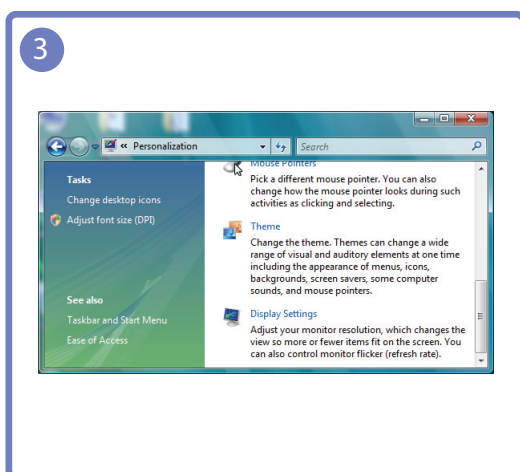 3
« Personalization
Search
Tasks
Change desktop icons
Adjust font size (DPI)
See also
Taskbar and Start Menu
Ease of Access
Mouse Pointers
Pick a different mouse pointer. You can also
change how the mouse pointer looks during such
activities as clicking and selecting.
Theme
Change the theme. Themes can change a wide
range of visual and auditory elements at one time
including the appearance of menus, icons,
backgrounds, screen savers, some computer
sounds, and mouse pointers.
Display Settings
Adjust your monitor resolution, which changes the
view so more or fewer items fit on the screen. You
can also control monitor flicker (refresh rate).